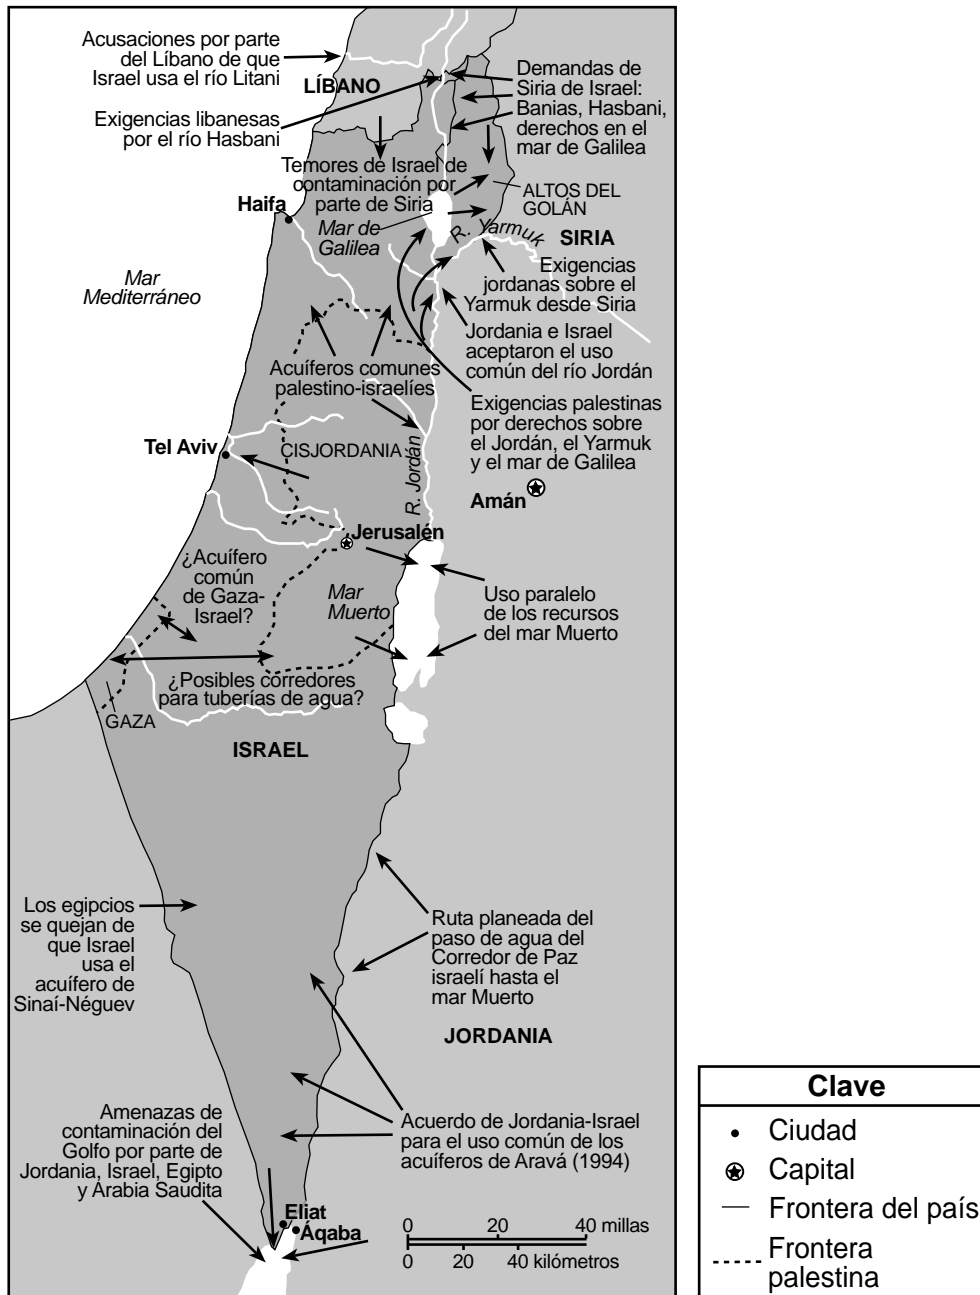 Acusaciones por parte
del Líbano de que
Israel usa el río Litani
LÍBANO
Exigencias libanesas
por el río Hasbani
Demandas de
Siria de Israel:
Banias, Hasbani,
derechos en el
mar de Galilea
Temores de Israel de
contaminación por
parte de Siria
ALTOS DEL
GOLÁN
Haifa
Mar de
Galilea
R. Yarmuk
SIRIA
Mar
Mediterráneo
Exigencias
jordanas sobre el
Yarmuk desde Siria
Jordania e Israel
aceptaron el uso
común del río Jordán
Acuíferos comunes
palestino-israelíes
Exigencias palestinas
por derechos sobre
el Jordán, el Yarmuk
y el mar de Galilea
Tel Aviv
CISJORDANIA
R. Jordán
Amán
Jerusalén
¿Acuífero
común
de Gaza-
Israel?
Mar
Muerto
Uso paralelo
de los recursos
del mar Muerto
¿Posibles corredores
para tuberías de agua?
GAZA
ISRAEL
Los egipcios
se quejan de
que Israel
usa el
acuífero de
Sinaí-Néguev
Ruta planeada del
paso de agua del
Corredor de Paz
israelí hasta el
mar Muerto
JORDANIA
Amenazas de
contaminación del
Golfo por parte de
Jordania, Israel, Egipto
y Arabia Saudita
Acuerdo de Jordania-Israel
para el uso común de los
acuíferos de Aravá (1994)
Eliat
Áqaba
0 20 40 millas
0 20 40 kilómetros
Clave
Ciudad
Capital
Frontera del país
Frontera
palestina